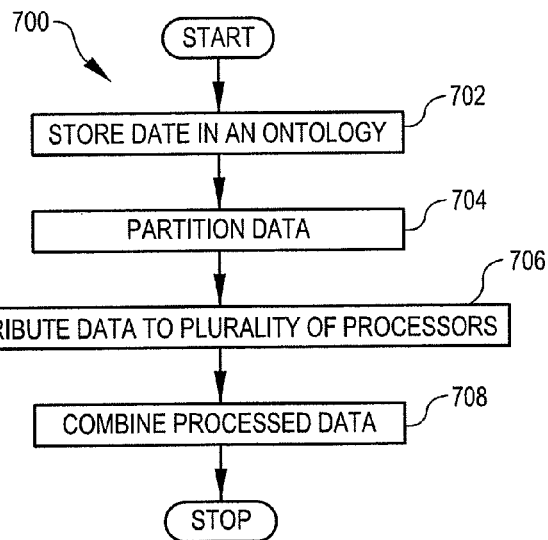 700
START
702
STORE DATE IN AN ONTOLOGY
704
PARTITION DATA
706
RIBUTE DATA TO PLURALITY OF PROCESSORS
708
COMBINE PROCESSED DATA
STOP